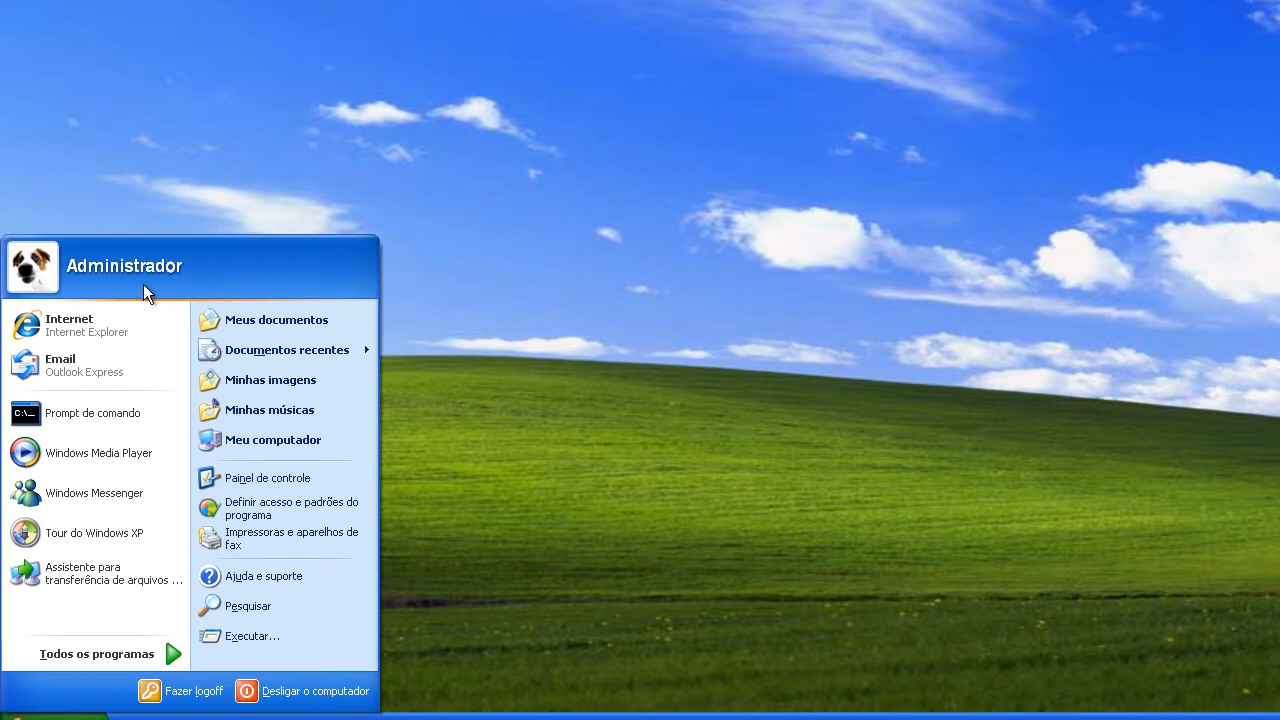 Administrador
Internet
Internet Explorer
Email
Outlook Express
C:\_
Prompt de comando
Windows Media Player
Windows Messenger
Tour do Windows XP
Assistente para
transferência de arquivos ...
Todos os programas
Meus documentos
Documentos recentes
Minhas imagens
Minhas músicas
Meu computador
Painel de controle
Definir acesso e padrões do
programa
Impressoras e aparelhos de
fax
Ajuda e suporte
Pesquisar
Executar...
Fazer logoff
Desligar o computador